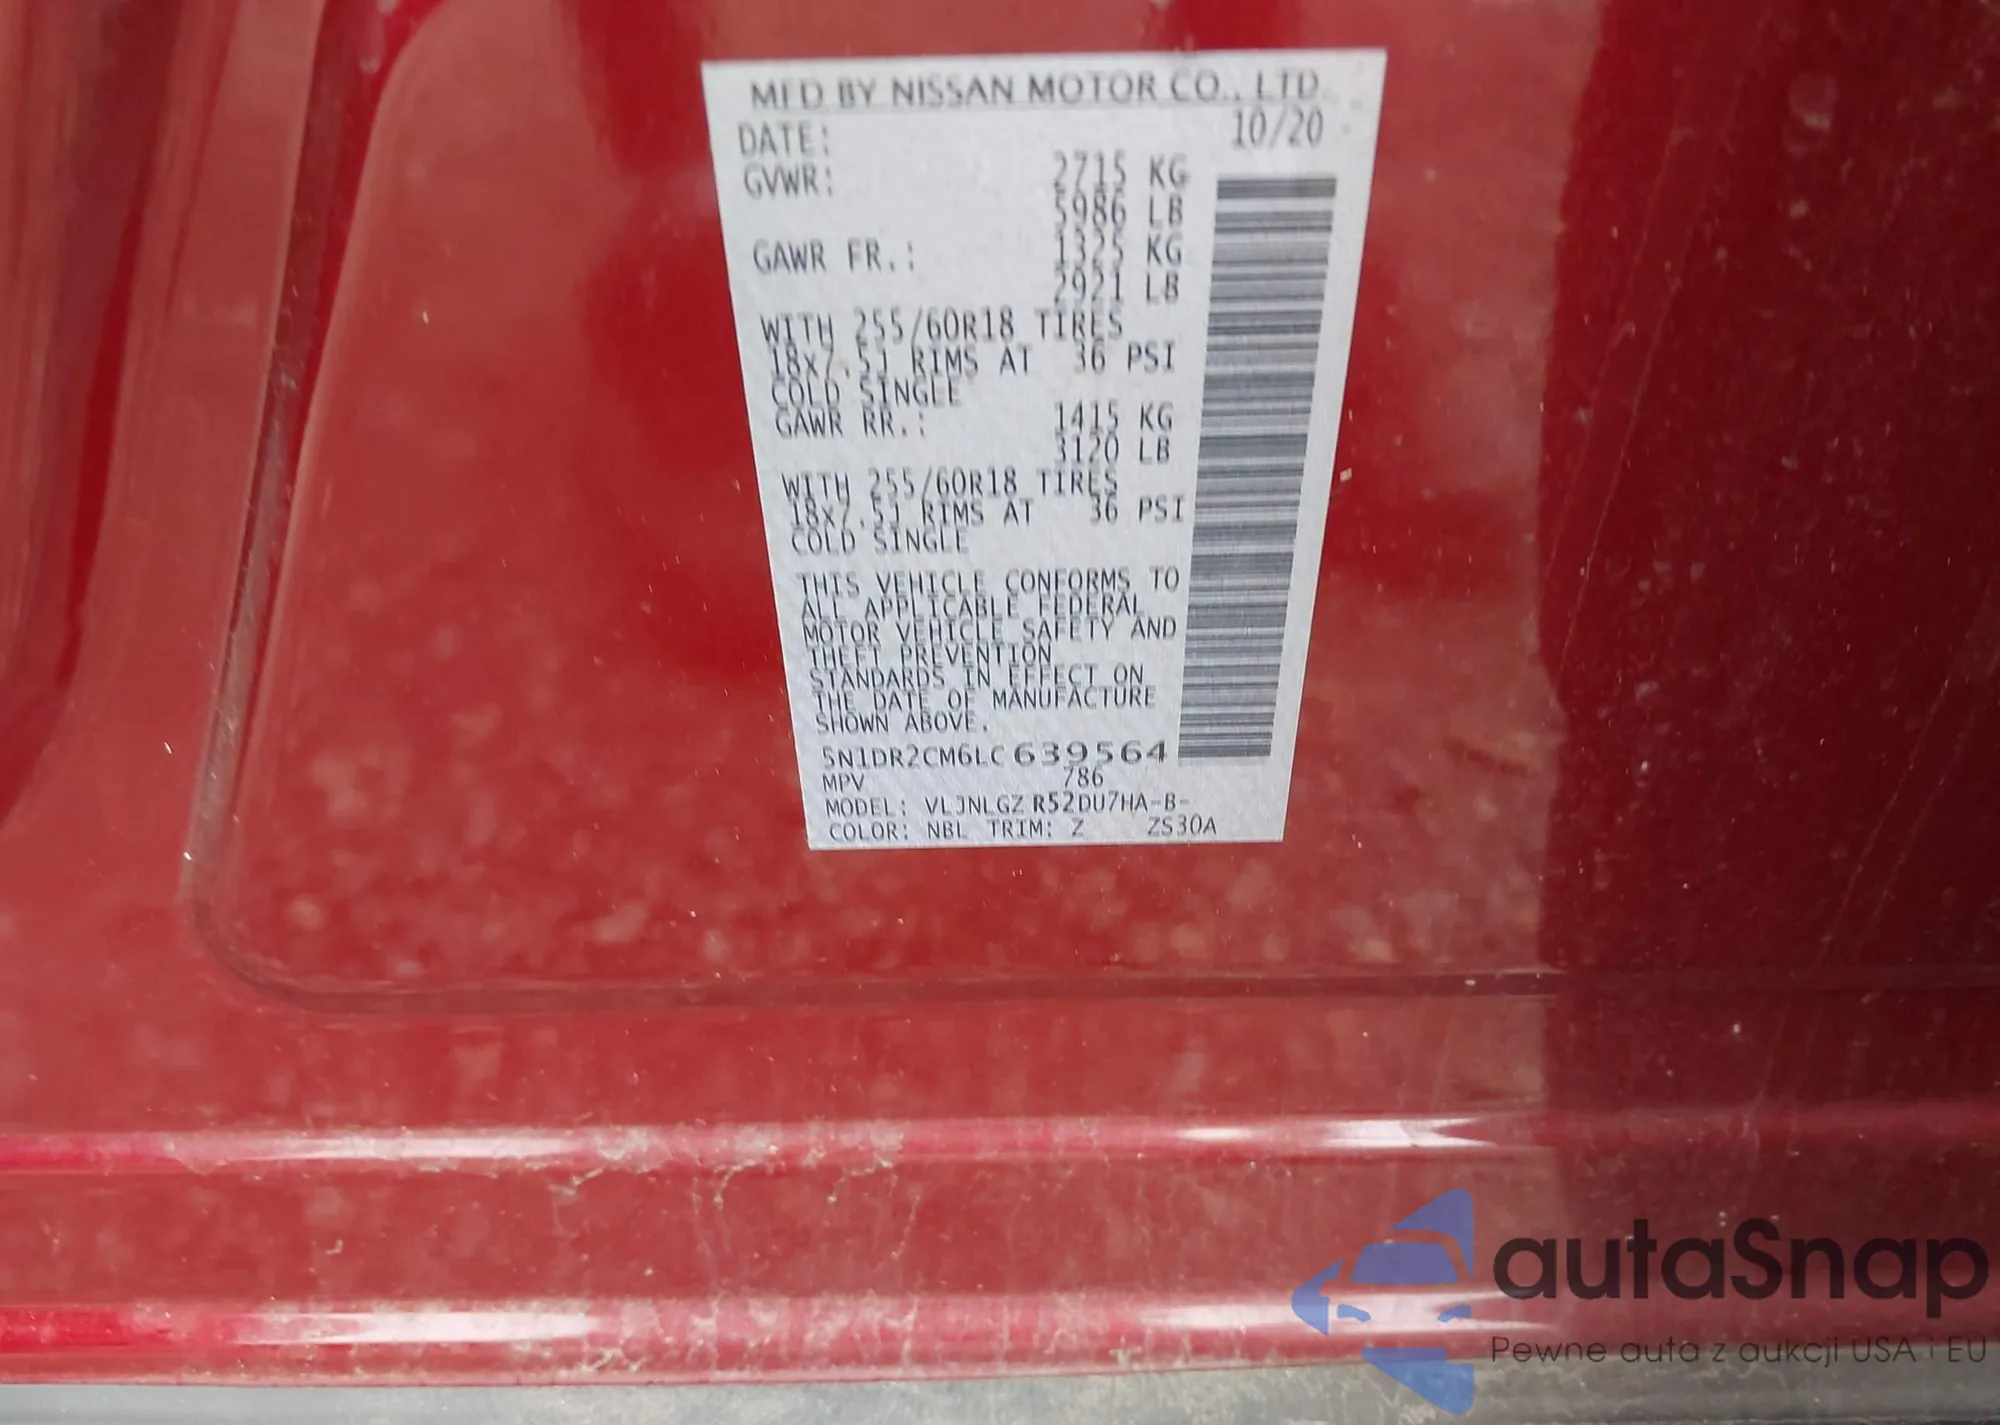 MFD BY NISSAN MOTOR CO., LTD.
DATE: 10/20
GVWR: 2715 KG
5986 LB
GAWR FR.: 1325 KG
2921 LB
WITH 255/60R18 TIRES
18x7.5J RIMS AT 36 PSI
COLD SINGLE
GAWR RR.: 1415 KG
3120 LB
WITH 255/60R18 TIRES
18x7.5J RIMS AT 36 PSI
COLD SINGLE
THIS VEHICLE CONFORMS TO
ALL APPLICABLE FEDERAL
MOTOR VEHICLE SAFETY AND
THEFT PREVENTION
STANDARDS IN EFFECT ON
THE DATE OF MANUFACTURE
SHOWN ABOVE.
5N1DR2CM6LC639564
MPV 786
MODEL: VLJNLGZ R52DU7HA-B-
COLOR: NBL TRIM: Z ZS30A
autaSnap
Pewne auta z aukcji USA i EU